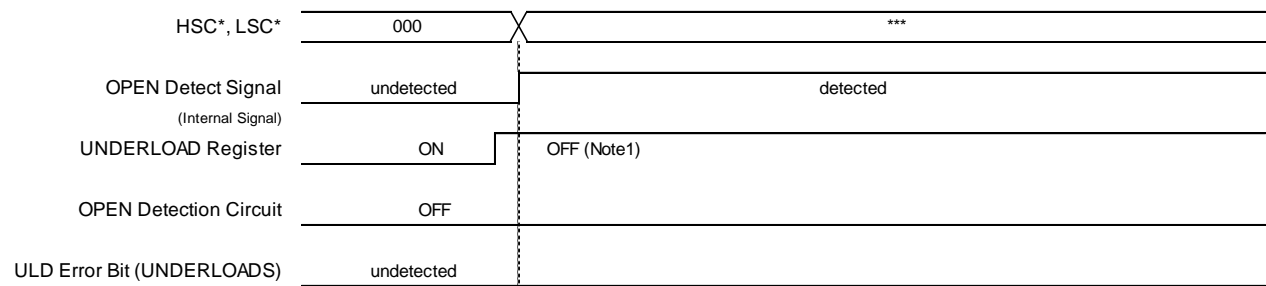 HSC*, LSC* 000 ***
OPEN Detect Signal undetected detected
(Internal Signal)
UNDERLOAD Register ON OFF (Note1)
OPEN Detection Circuit OFF
ULD Error Bit (UNDERLOADS) undetected